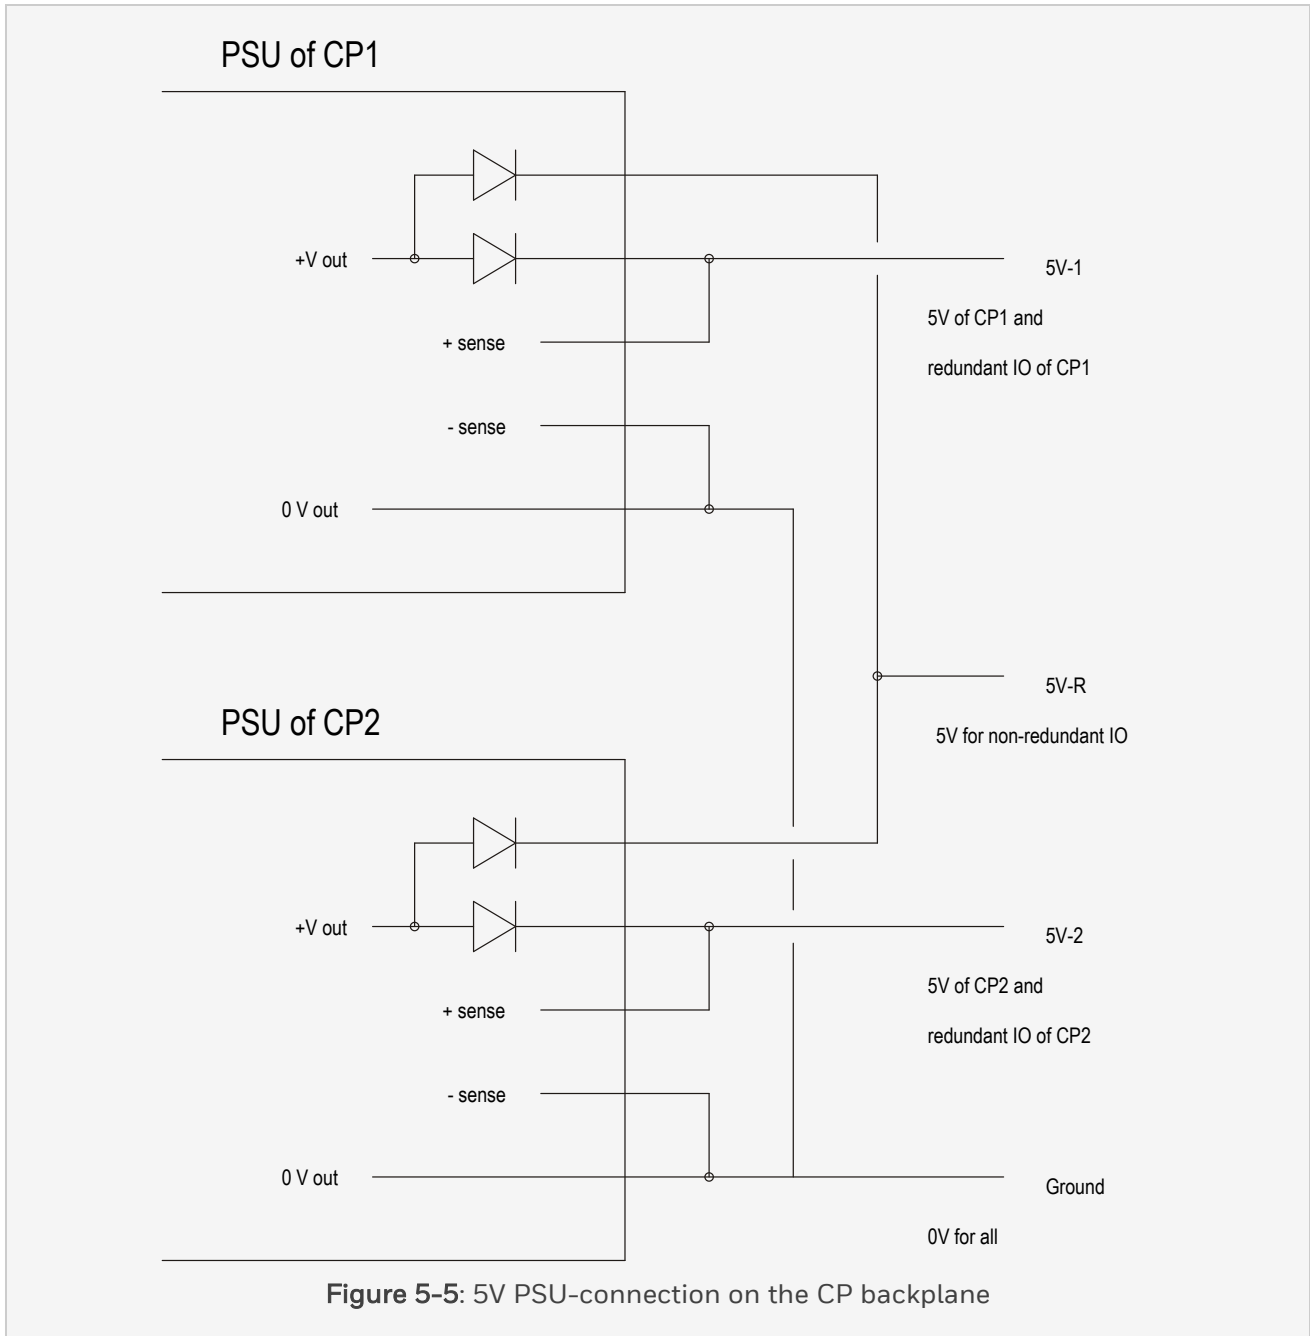 PSU of CP1
+V out
5V-1
5V of CP1 and
+ sense
redundant IO of CP1
- sense
0 V out
5V-R
PSU of CP2
5V for non-redundant IO
+V out
5V-2
5V of CP2 and
+ sense
redundant IO of CP2
- sense
0 V out
Ground
0V for all
Figure 5-5: 5V PSU-connection on the CP backplane